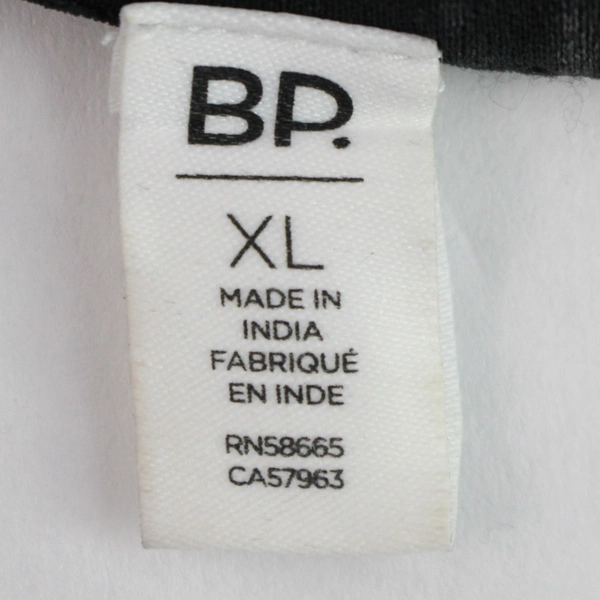 BP.
XL
MADE IN
INDIA
FABRIQUÉ
EN INDE
RN58665
CA57963